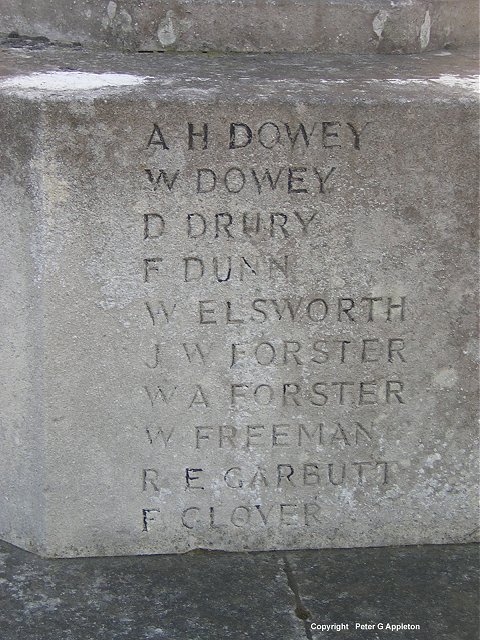 A H DOWEY
W DOWEY
D DRURY
F DUNN
W ELSWORTH
J W FORSTER
W A FORSTER
W FREEMAN
R E GARBUTT
F GLOVER
Copyright Peter G Appleton